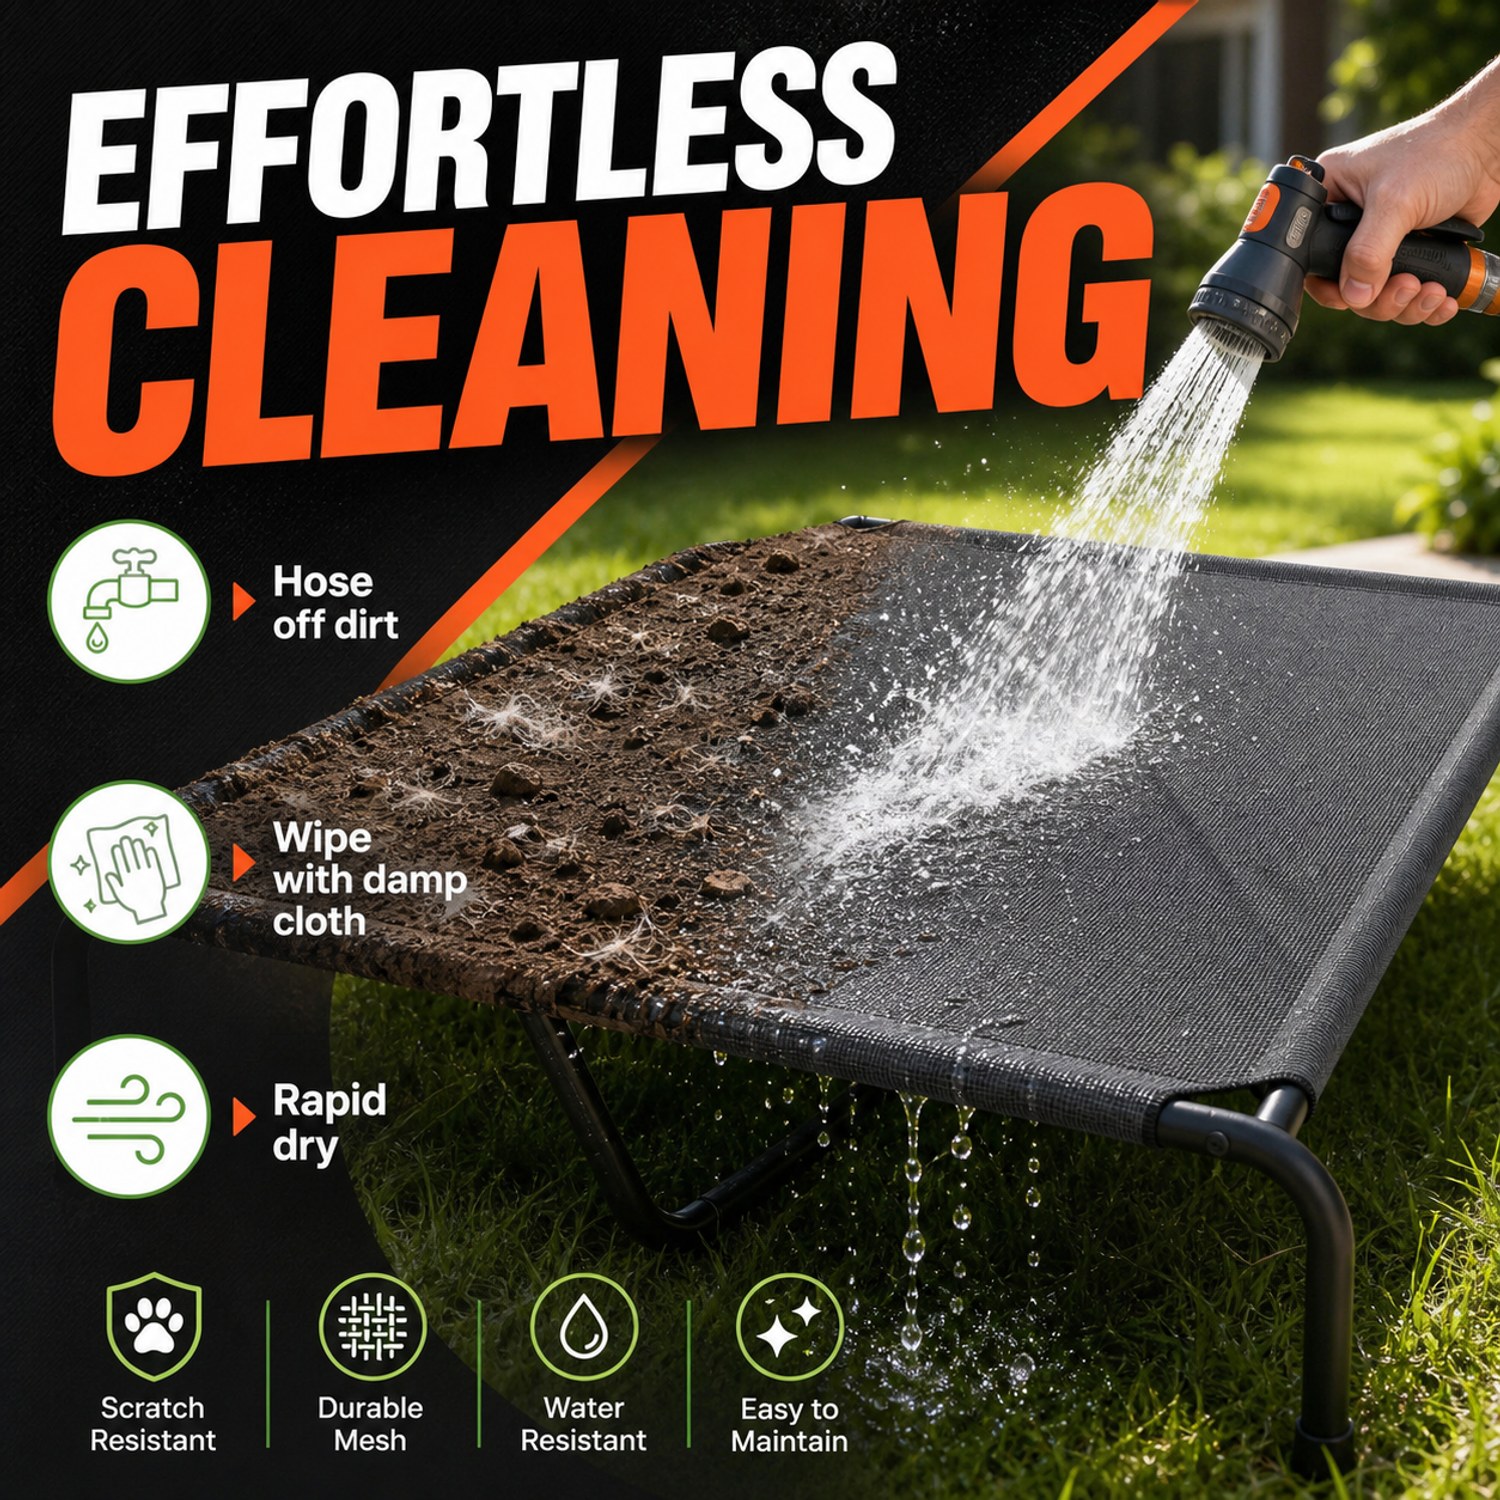 EFFORTLESS
CLEANING
Hose
off dirt
Wipe
with damp
cloth
Rapid
dry
Scratch
Resistant
Durable
Mesh
Water
Resistant
Easy to
Maintain